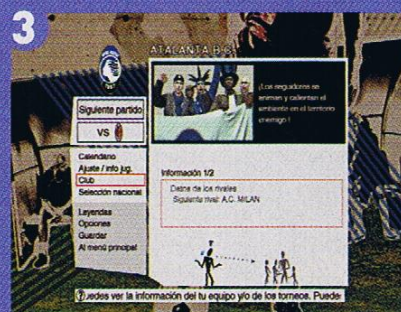 3
ATALANTA B.C.
¡Los seguidores se
animan y calientan el
ambiente en el territorio
enemigo !
Siguiente partido
VS
Calendario
Ajuste / info jug.
Club
Selección nacional
Leyendas
Opciones
Guardar
Al menú principal
Información 1/2
Datos de los rivales
Siguiente rival: A.C. MILAN
?uedes ver la información del tu equipo y/o de los torneos. Puede